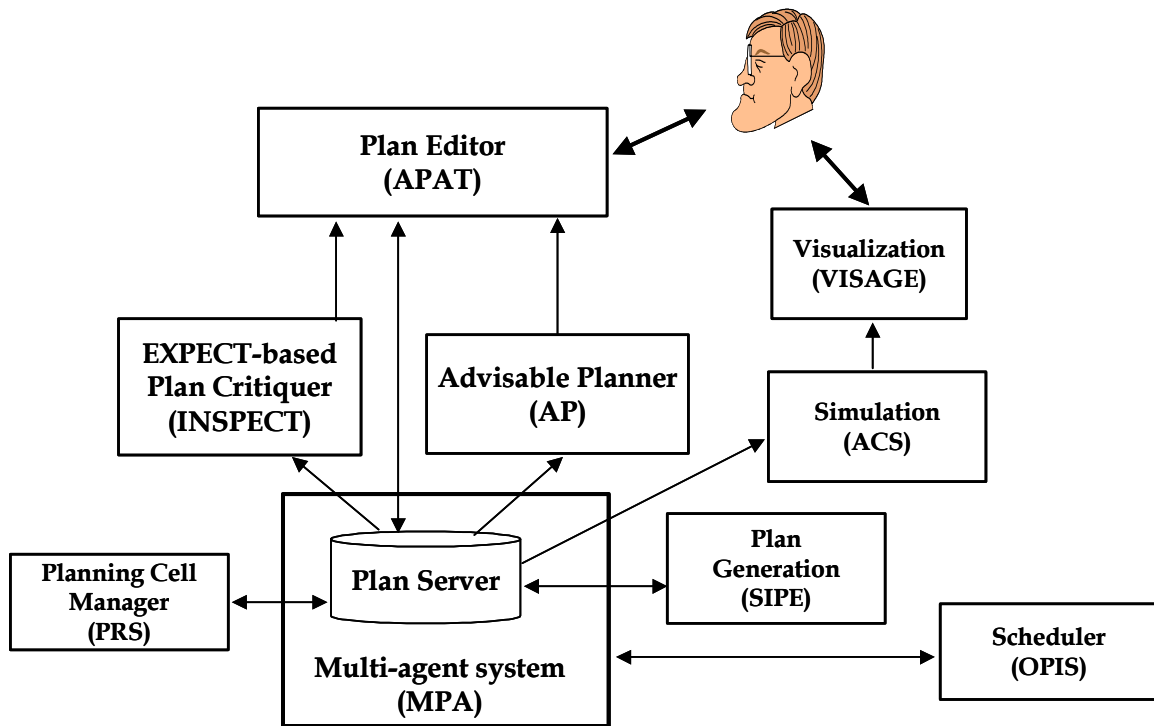 Plan Editor
(APAT)
Visualization
(VISAGE)
EXPECT-based
Plan Critiquer
(INSPECT)
Advisable Planner
(AP)
Simulation
(ACS)
Planning Cell
Manager
(PRS)
Plan Server
Plan
Generation
(SIPE)
Multi-agent system
(MPA)
Scheduler
(OPIS)